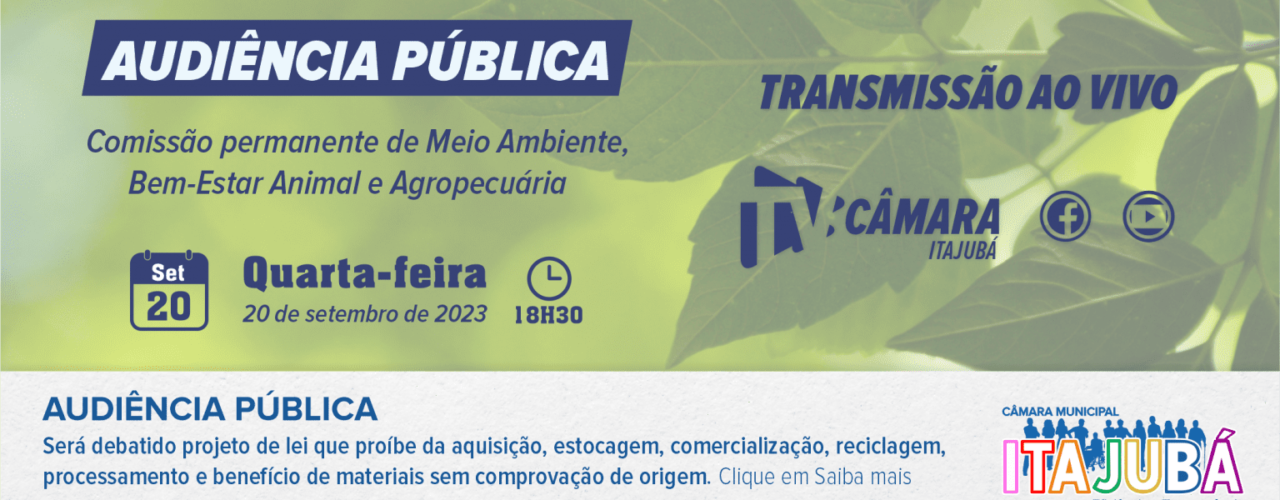 AUDIÊNCIA PÚBLICA
Comissão permanente de Meio Ambiente,
Bem-Estar Animal e Agropecuária
Set
20
Quarta-feira
20 de setembro de 2023
18H30
TRANSMISSÃO AO VIVO
TV CÂMARA
ITAJUBÁ
AUDIÊNCIA PÚBLICA
Será debatido projeto de lei que proíbe da aquisição, estocagem, comercialização, reciclagem,
processamento e benefício de materiais sem comprovação de origem. Clique em Saiba mais
CÂMARA MUNICIPAL
ITAJUBÁ